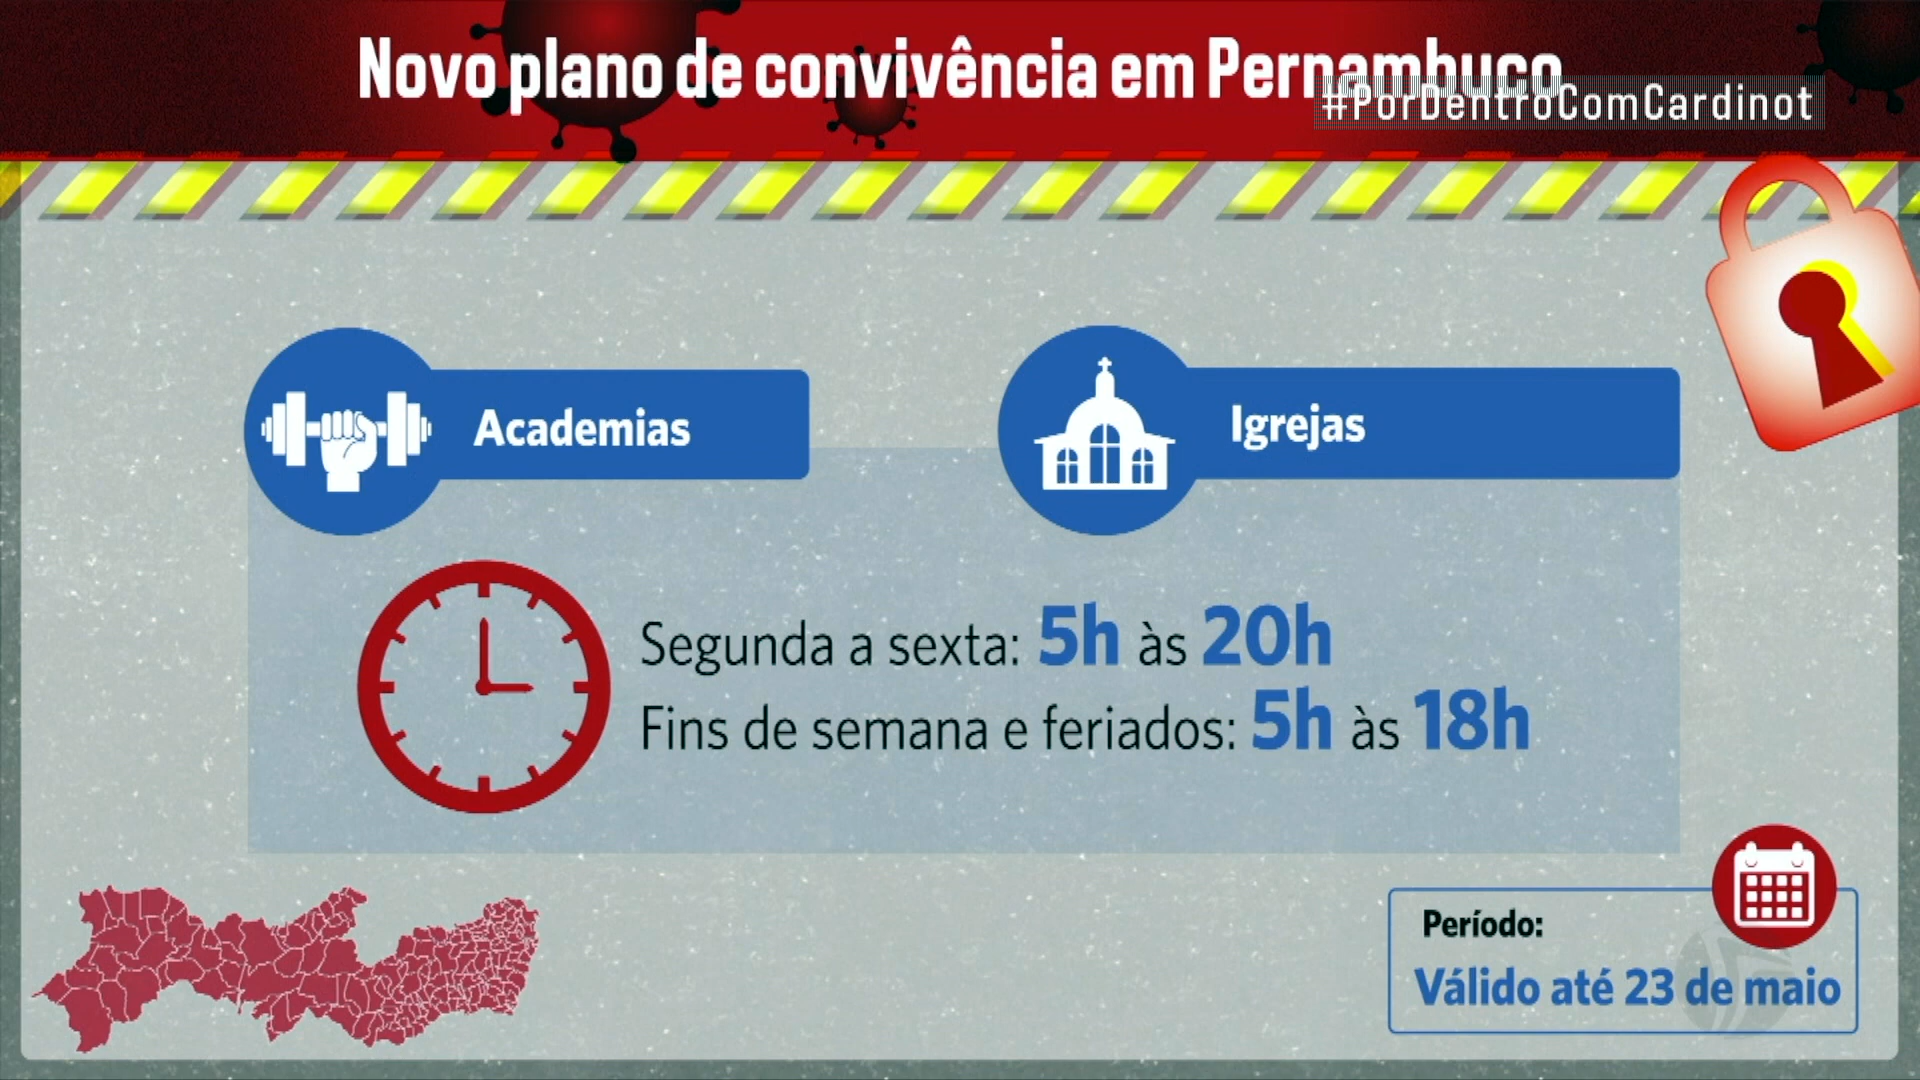 Novo plano de convivência em Pernambuco
#PorDentroComCardinot
Academias
Igrejas
Segunda a sexta: 5h às 20h
Fins de semana e feriados: 5h às 18h
Período:
Válido até 23 de maio